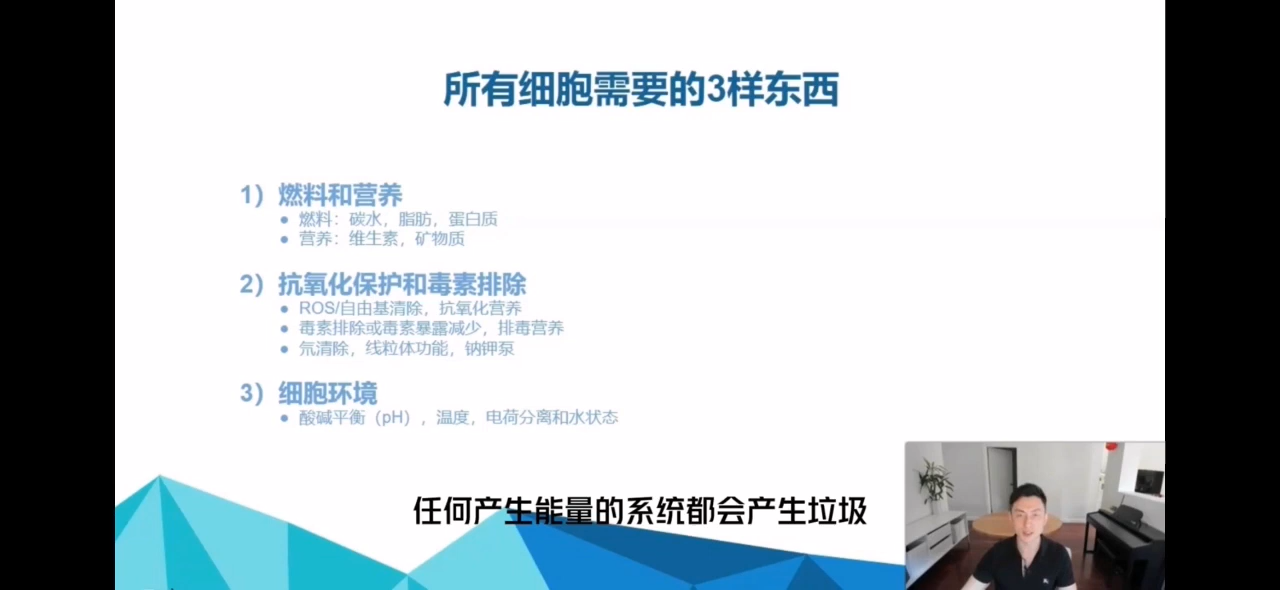 所有细胞需要的3样东西
1）燃料和营养
● 燃料：碳水，脂肪，蛋白质
● 营养：维生素，矿物质
2）抗氧化保护和毒素排除
● ROS/自由基清除，抗氧化营养
● 毒素排除或毒素暴露减少，排毒营养
● 氘清除，线粒体功能，钠钾泵
3）细胞环境
● 酸碱平衡（pH），温度，电荷分离和水状态
任何产生能量的系统都会产生垃圾